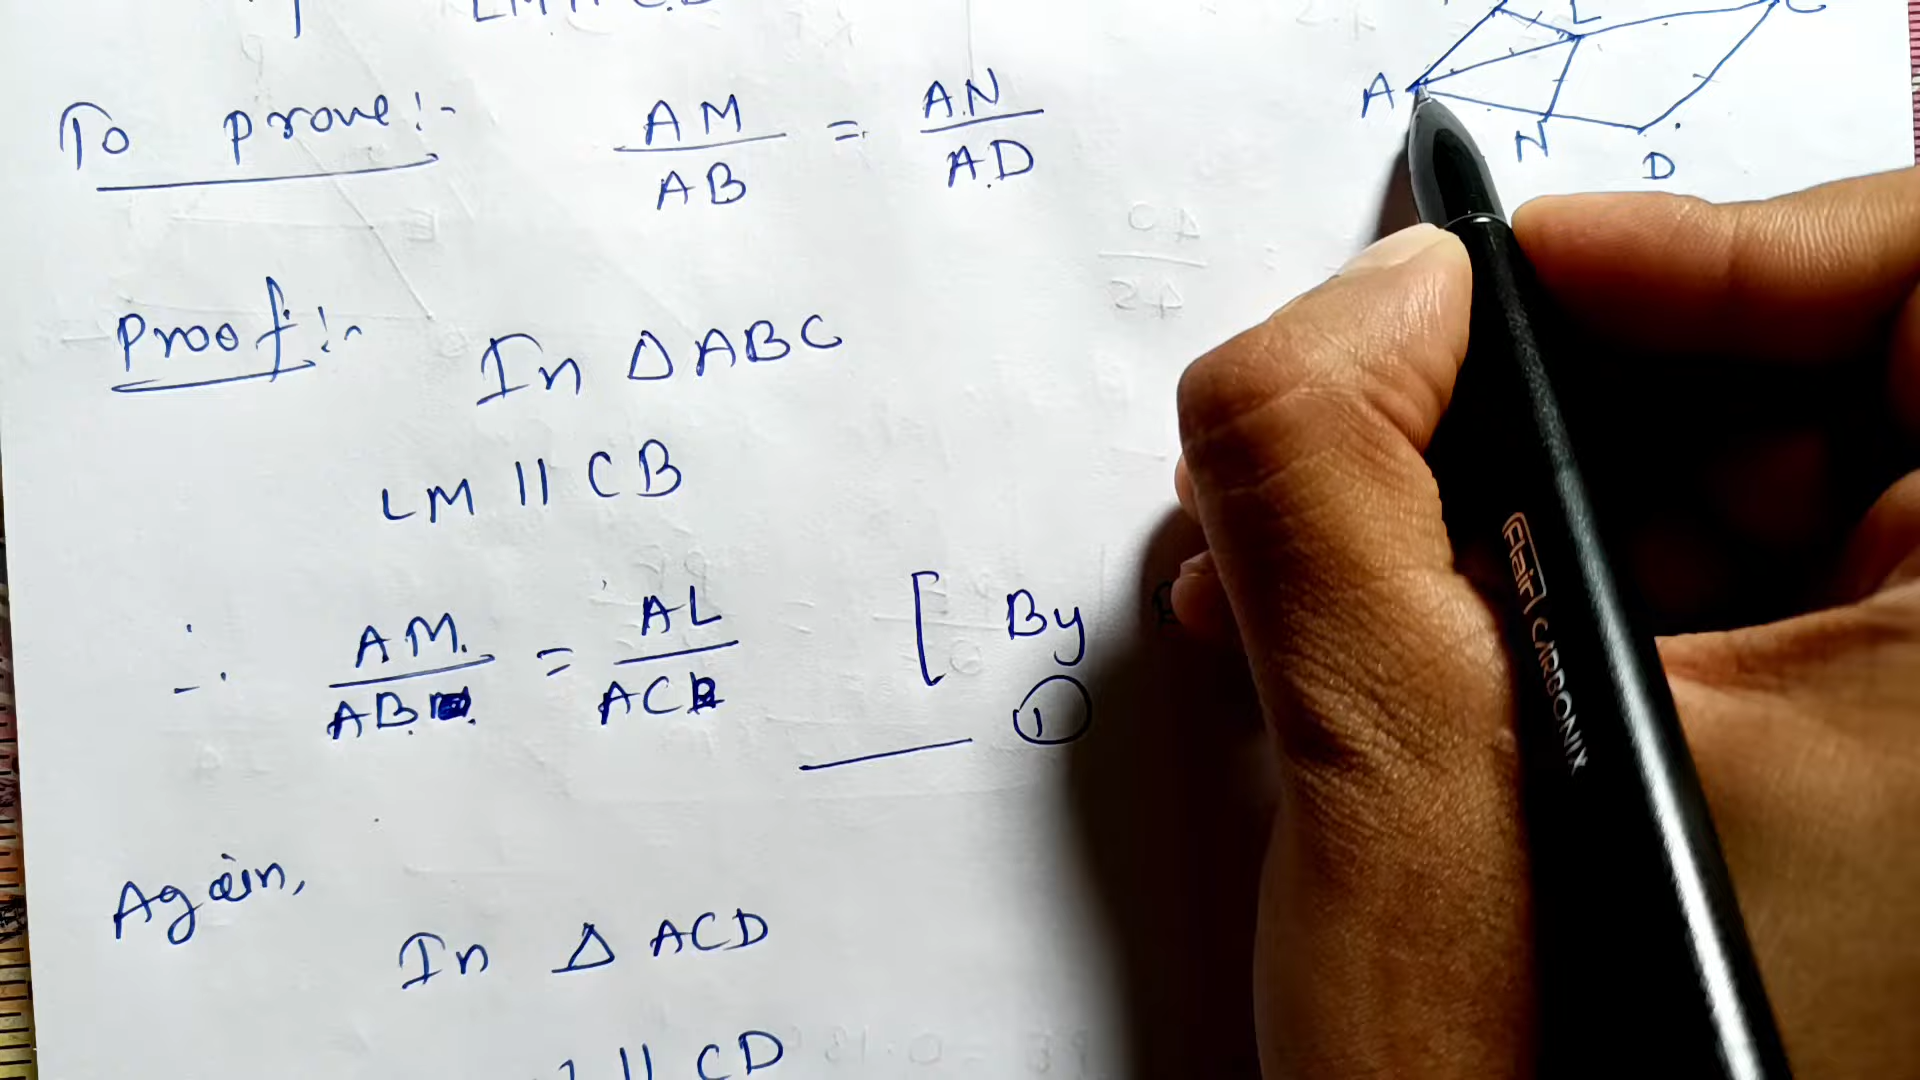 To prove:- AM/AB = AN/AD
A
L
C
N
D
Proof:- In △ABC
LM || CB
∴ AM/AB = AL/AC [ By
①
Again,
In △ ACD
|| CD
Flair CARBONIX